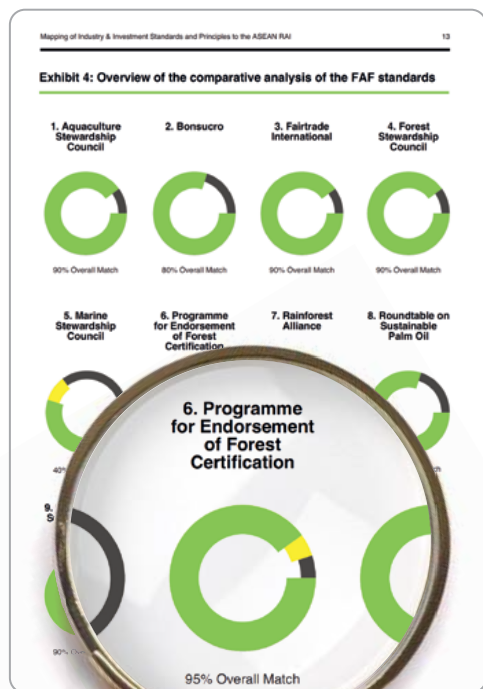 Mapping of Industry & Investment Standards and Principles to the ASEAN RAI 13
Exhibit 4: Overview of the comparative analysis of the FAF standards
1. Aquaculture
Stewardship
Council
2. Bonsucro
3. Fairtrade
International
4. Forest
Stewardship
Council
90% Overall Match
80% Overall Match
90% Overall Match
90% Overall Match
5. Marine
Stewardship
Council
6. Programme
for Endorsement
of Forest
Certification
7. Rainforest
Alliance
8. Roundtable on
Sustainable
Palm Oil
40%
9.
90%
6. Programme
for Endorsement
of Forest
Certification
95% Overall Match